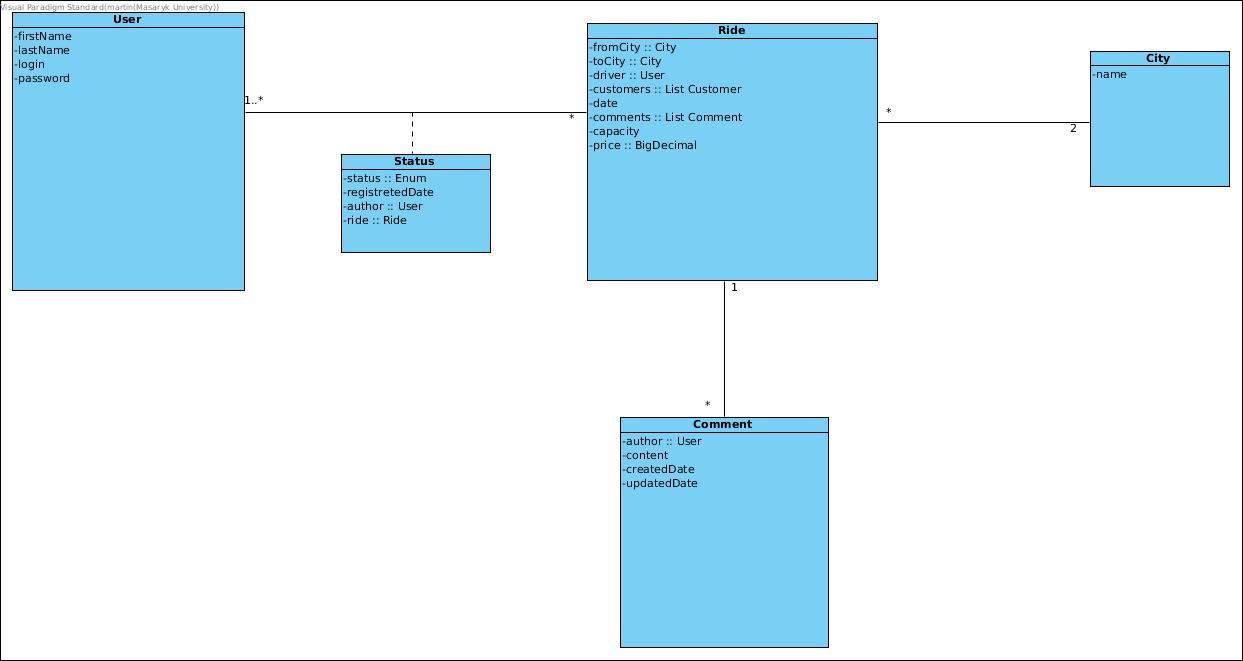 Visual Paradigm Standard(martin(Masaryk University))
User
-firstName
-lastName
-login
-password
1..*
*
Status
-status :: Enum
-registretedDate
-author :: User
-ride :: Ride
Ride
-fromCity :: City
-toCity :: City
-driver :: User
-customers :: List Customer
-date
-comments :: List Comment
-capacity
-price :: BigDecimal
*
2
City
-name
1
*
Comment
-author :: User
-content
-createdDate
-updatedDate